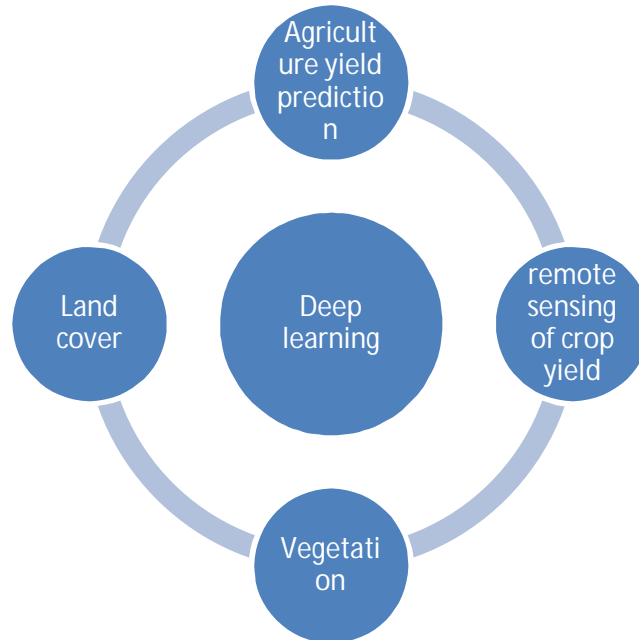 Agricult
ure yield
predictio
n
Land
cover
Deep
learning
remote
sensing
of crop
yield
Vegetati
on